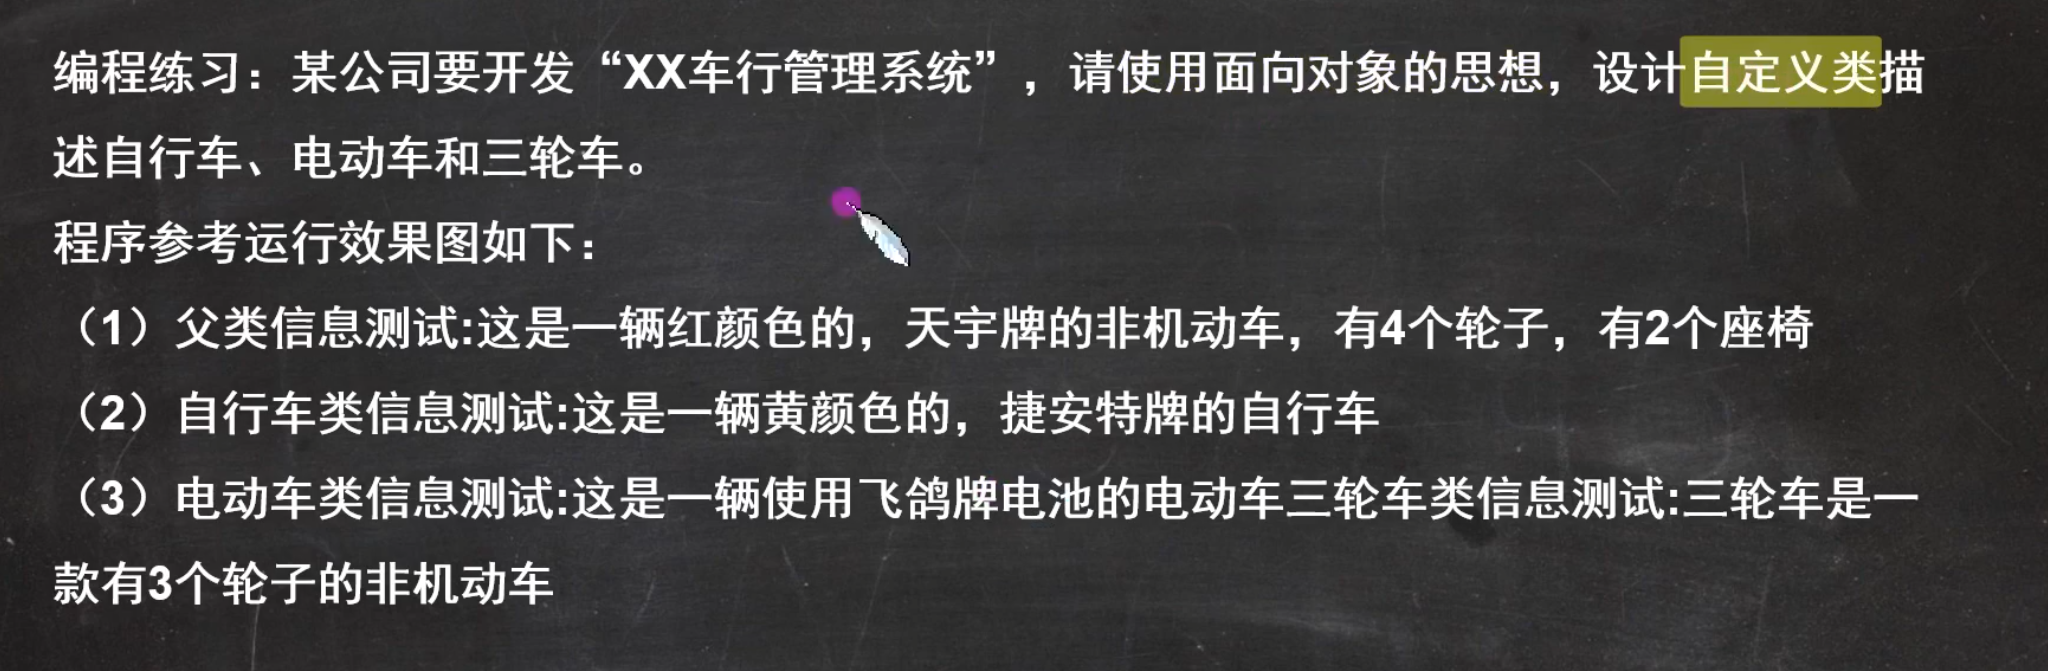 编程练习：某公司要开发“XX车行管理系统”，请使用面向对象的思想，设计自定义类描
述自行车、电动车和三轮车。
程序参考运行效果图如下：
（1）父类信息测试:这是一辆红颜色的，天宇牌的非机动车，有4个轮子，有2个座椅
（2）自行车类信息测试:这是一辆黄颜色的，捷安特牌的自行车
（3）电动车类信息测试:这是一辆使用飞鸽牌电池的电动车三轮车类信息测试:三轮车是一
款有3个轮子的非机动车